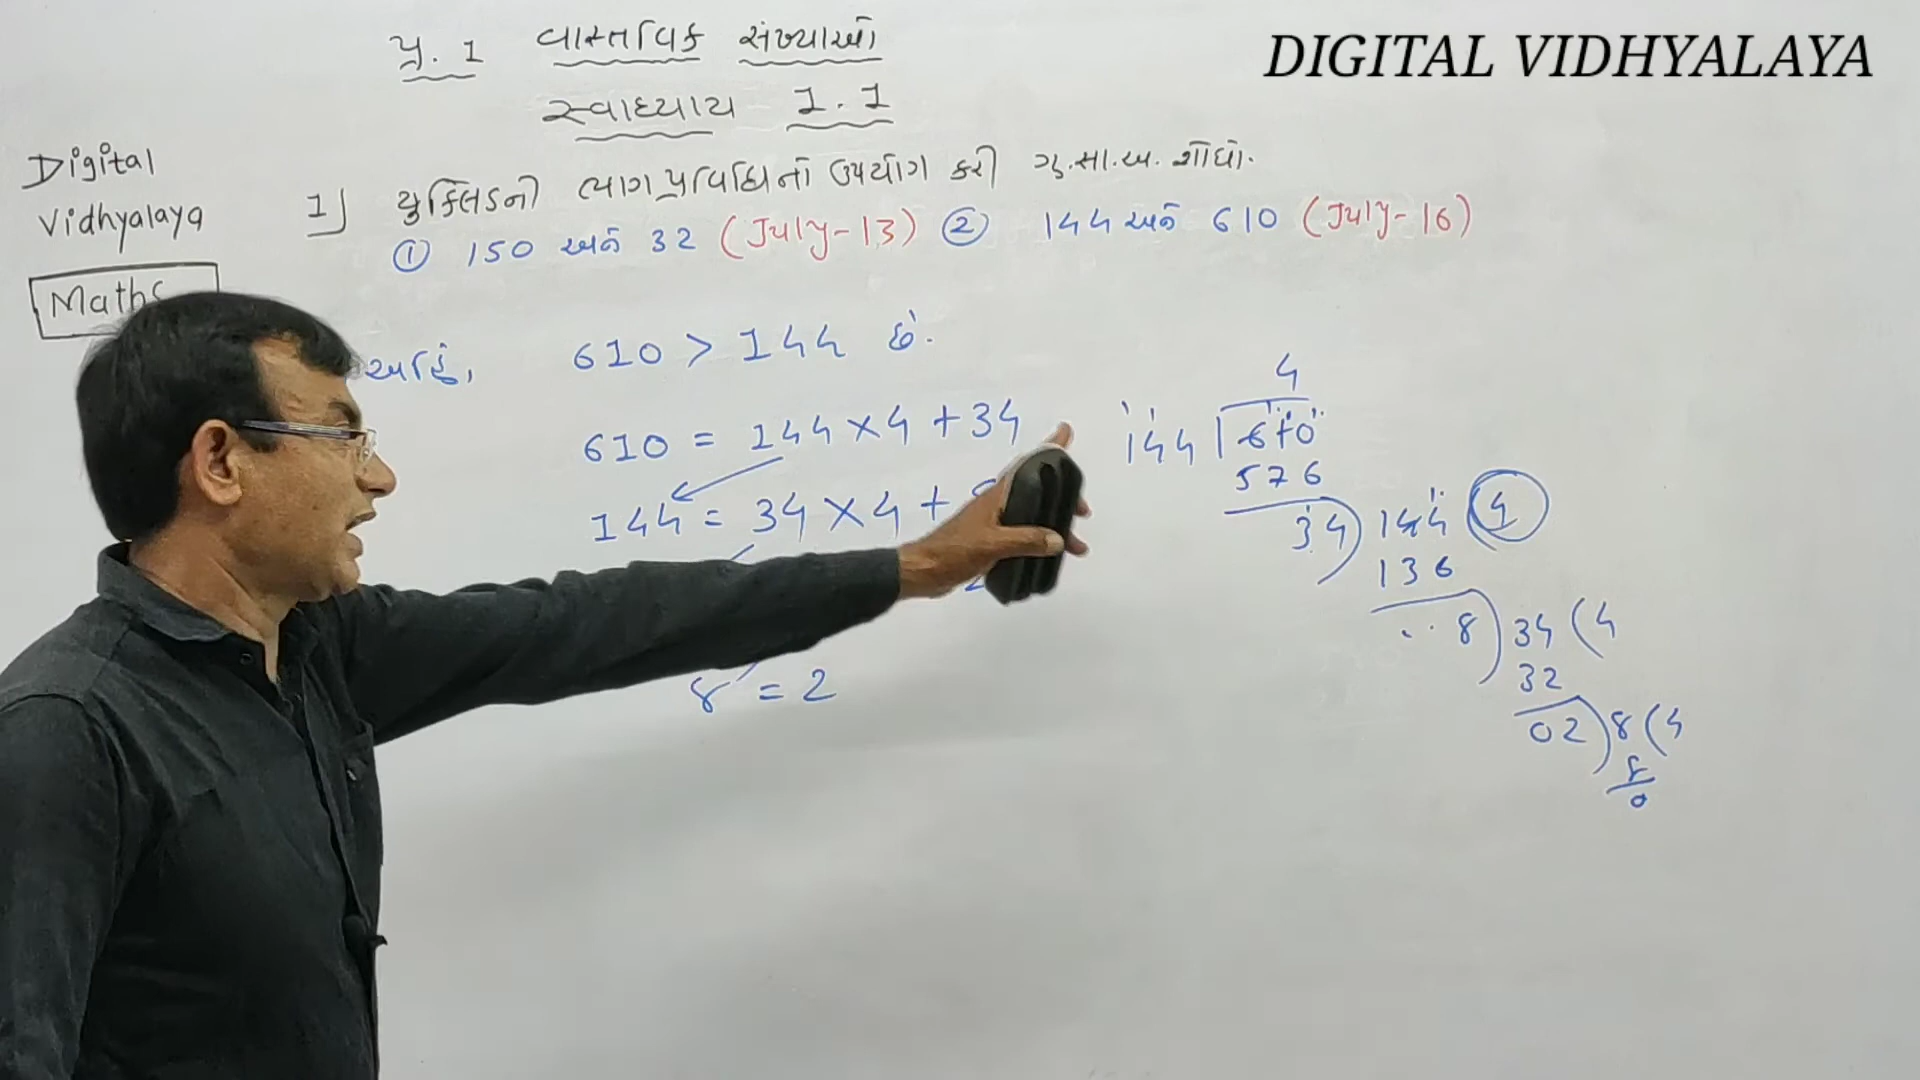 DIGITAL VIDHYALAYA
પ્ર. 1 વાસ્તવિક સંખ્યાઓ
સ્વાધ્યાય 1.1
Digital
Vidhyalaya
Maths
1] યુક્લિડની ભાગ પ્રવિધિનો ઉપયોગ કરી ગુ.સા.અ. શોધો.
① 150 અને 32 (July-13) ② 144 અને 610 (July-16)
અહિં, 610 > 144 છે.
610 = 144 × 4 + 34
144 = 34 × 4 +
8 = 2
4
144 610
576
34) 144 4
136
8) 34 (4
32
02) 8 (4
8
0